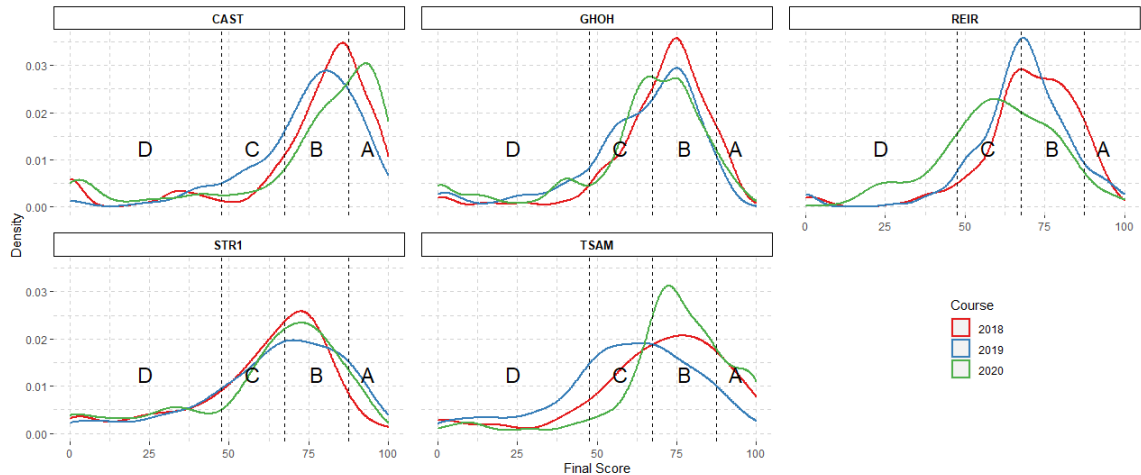 CAST
GHOH
REIR
0.03
0.02
0.01
0.00
D C B A
D C B A
D C B A
0 25 50 75 100
Density
STR1
TSAM
0.03
0.02
0.01
0.00
D C B A
D C B A
0 25 50 75 100
0 25 50 75 100
Final Score
Course
2018
2019
2020